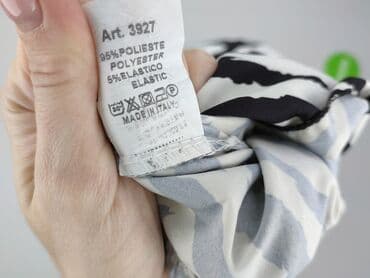 Art. 3927
95%POLIESTE
POLYESTER
5%ELASTICO
ELASTIC
MADE IN ITALY